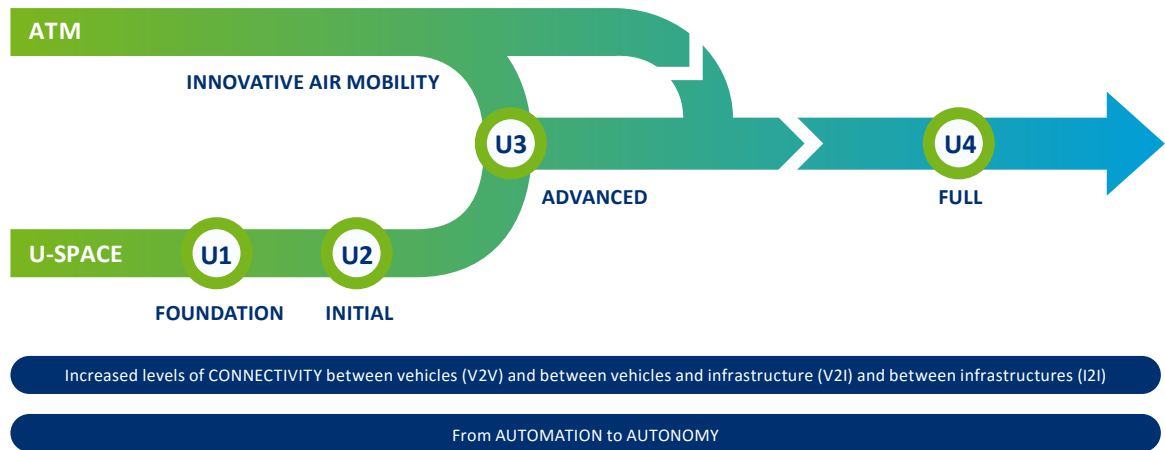 ATM
INNOVATIVE AIR MOBILITY
U3
U4
ADVANCED
FULL
U-SPACE
U1
U2
FOUNDATION
INITIAL
Increased levels of CONNECTIVITY between vehicles (V2V) and between vehicles and infrastructure (V2I) and between infrastructures (I2I)
From AUTOMATION to AUTONOMY